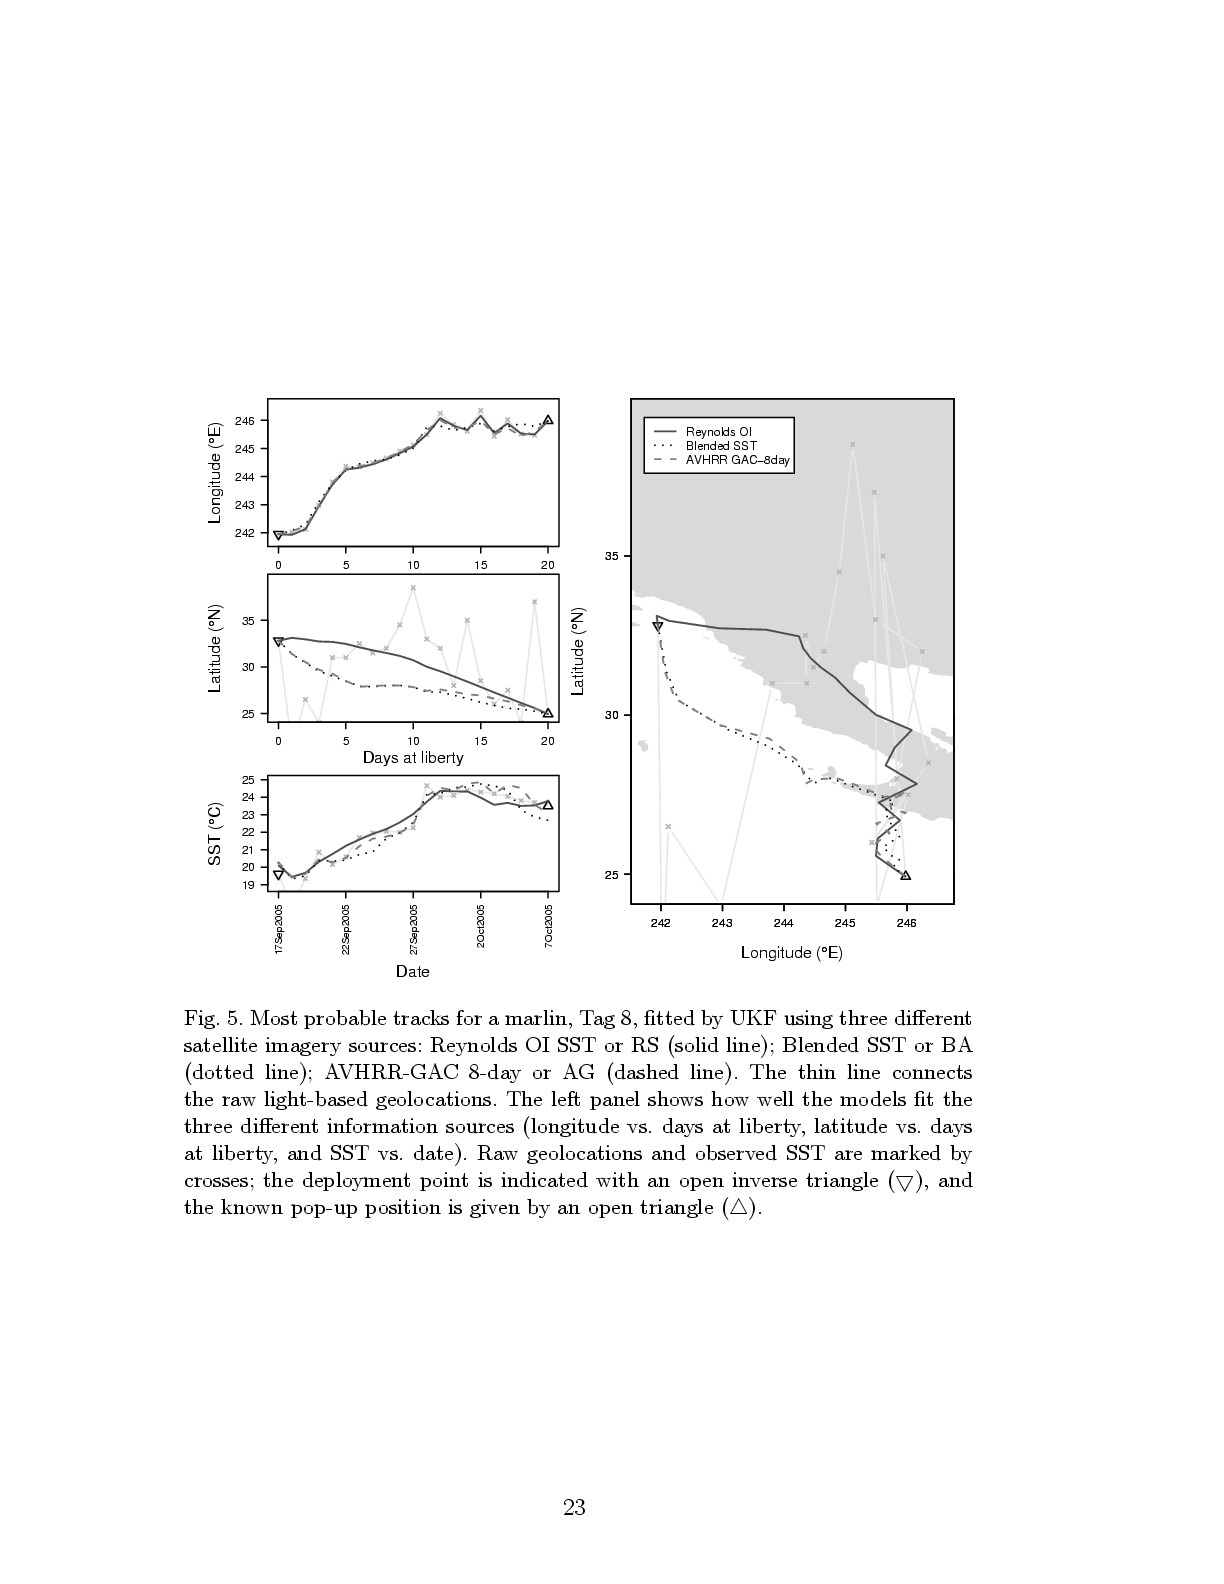 246
245
244
243
242
Longitude (°E)
0 5 10 15 20
35
30
25
Latitude (°N)
0 5 10 15 20
Days at liberty
25
24
23
22
21
20
19
SST (°C)
17Sep2005
22Sep2005
27Sep2005
2Oct2005
7Oct2005
Date
Reynolds OI
Blended SST
AVHRR GAC–8day
35
30
25
Latitude (°N)
242 243 244 245 246
Longitude (°E)
Fig. 5. Most probable tracks for a marlin, Tag 8, fitted by UKF using three different
satellite imagery sources: Reynolds OI SST or RS (solid line); Blended SST or BA
(dotted line); AVHRR-GAC 8-day or AG (dashed line). The thin line connects
the raw light-based geolocations. The left panel shows how well the models fit the
three different information sources (longitude vs. days at liberty, latitude vs. days
at liberty, and SST vs. date). Raw geolocations and observed SST are marked by
crosses; the deployment point is indicated with an open inverse triangle (▽), and
the known pop-up position is given by an open triangle (△).
23